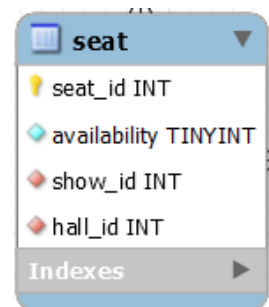 seat
seat_id INT
availability TINYINT
show_id INT
hall_id INT
Indexes